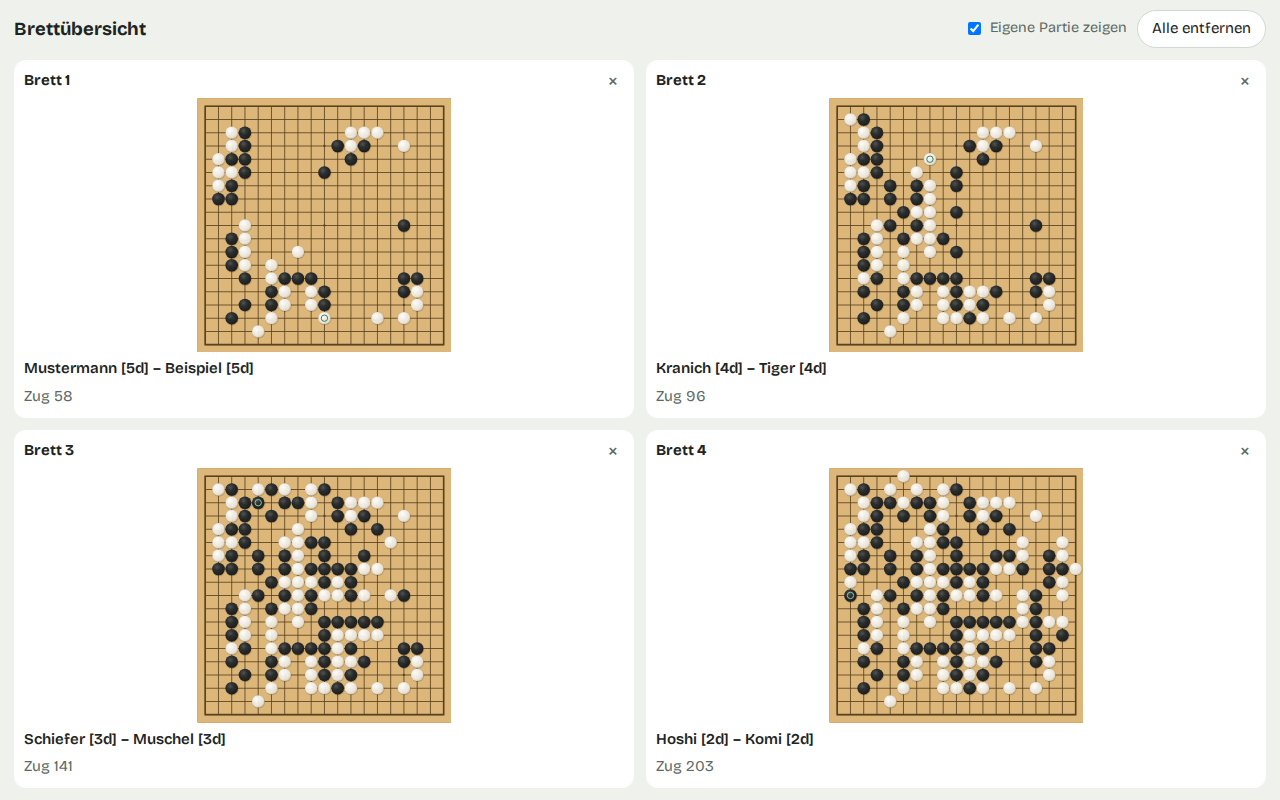 Brettübersicht
Eigene Partie zeigen
Alle entfernen
Brett 1
×
Brett 2
×
Mustermann [5d] – Beispiel [5d]
Zug 58
Kranich [4d] – Tiger [4d]
Zug 96
Brett 3
×
Brett 4
×
Schiefer [3d] – Muschel [3d]
Zug 141
Hoshi [2d] – Komi [2d]
Zug 203